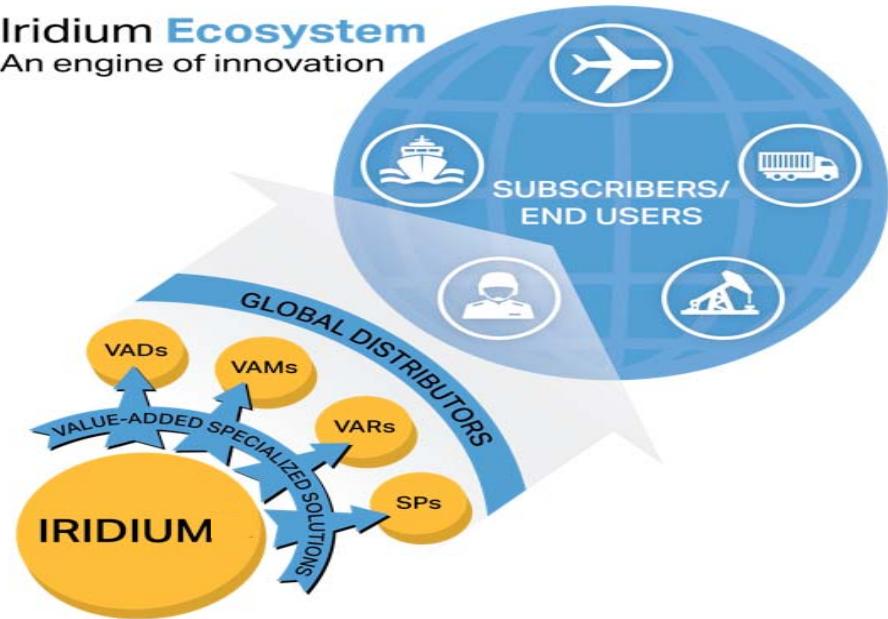 Iridium Ecosystem
An engine of innovation
SUBSCRIBERS/
END USERS
GLOBAL DISTRIBUTORS
VADs
VAMs
VARs
SPs
VALUE-ADDED SPECIALIZED SOLUTIONS
IRIDIUM